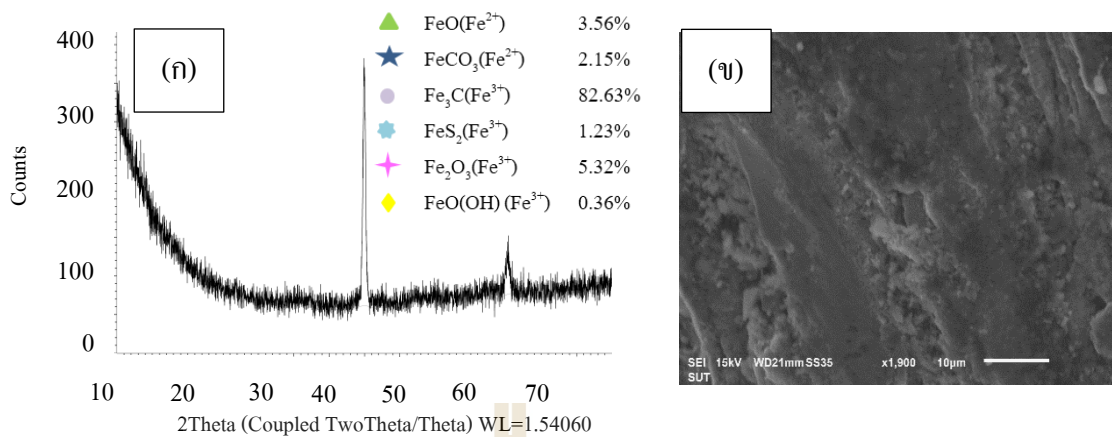 (ก)
FeO(Fe²⁺) 3.56%
FeCO₃(Fe²⁺) 2.15%
Fe₃C(Fe³⁺) 82.63%
FeS₂(Fe³⁺) 1.23%
Fe₂O₃(Fe³⁺) 5.32%
FeO(OH) (Fe³⁺) 0.36%
400
300
200
100
0
Counts
10 20 30 40 50 60 70
2Theta (Coupled TwoTheta/Theta) WL=1.54060
(ข)
SEI 15kV WD21mm SS35 x1,900 10µm
SUT